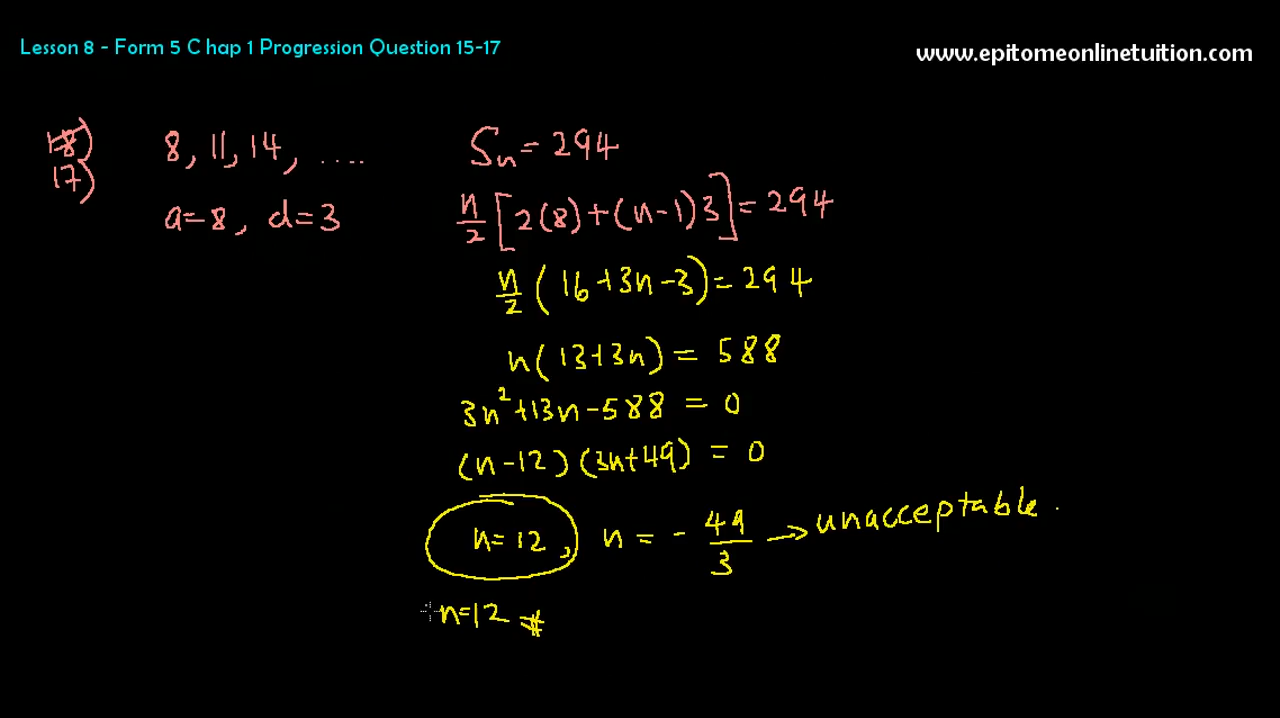 Lesson 8 - Form 5 C hap 1 Progression Question 15-17
www.epitomeonlinetuition.com
18)
17)
8, 11, 14, ....
a=8, d=3
Sn = 294
n/2 [2(8)+(n-1)3] = 294
n/2 (16+3n-3) = 294
n(13+3n) = 588
3n²+13n-588 = 0
(n-12)(3n+49) = 0
n=12, n = - 49/3 → unacceptable.
n=12 #